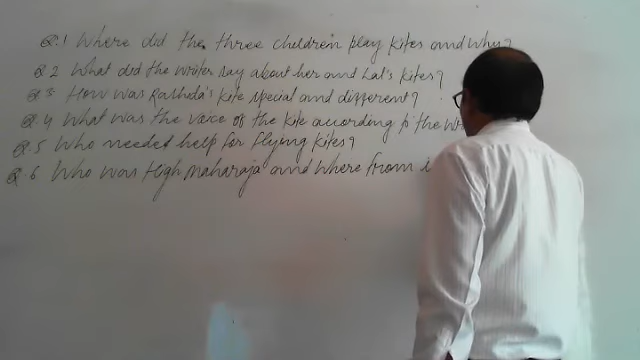 Q.1 Where did the three children play kites and why?
Q 2 What did the writer say about her and Lal's kites?
Q 3 How was Rashda's kite special and different?
Q 4 What was the voice of the kite according to the
Q.5 Who needed help for flying kites?
Q.6 Who was High Maharaja and where from